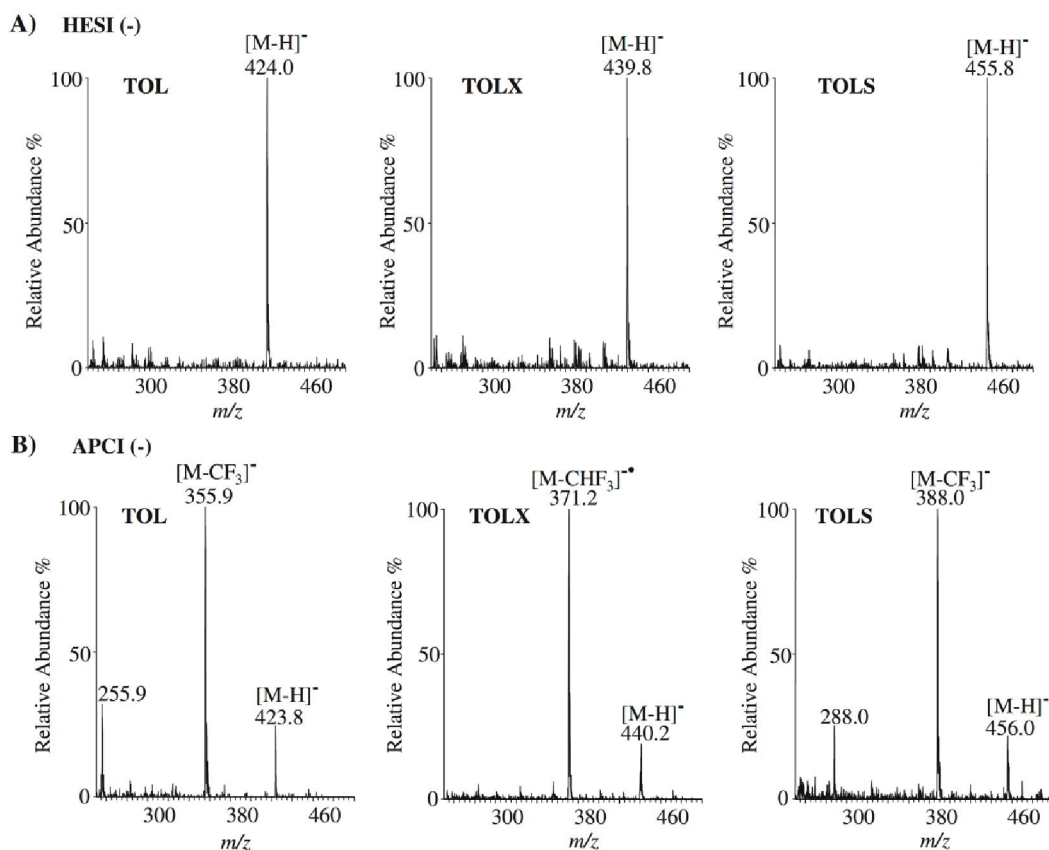 A) HESI (-)
[M-H]⁻
424.0
100
TOL
50
0
Relative Abundance %
300
380
460
m/z
[M-H]⁻
439.8
100
TOLX
50
0
Relative Abundance %
300
380
460
m/z
[M-H]⁻
455.8
100
TOLS
50
0
Relative Abundance %
300
380
460
m/z
B) APCI (-)
[M-CF₃]⁻
355.9
100
TOL
50
255.9
[M-H]⁻
423.8
0
Relative Abundance %
300
380
460
m/z
[M-CHF₃]⁻•
371.2
100
TOLX
50
[M-H]⁻
440.2
0
Relative Abundance %
300
380
460
m/z
[M-CF₃]⁻
388.0
100
TOLS
50
288.0
[M-H]⁻
456.0
0
Relative Abundance %
300
380
460
m/z